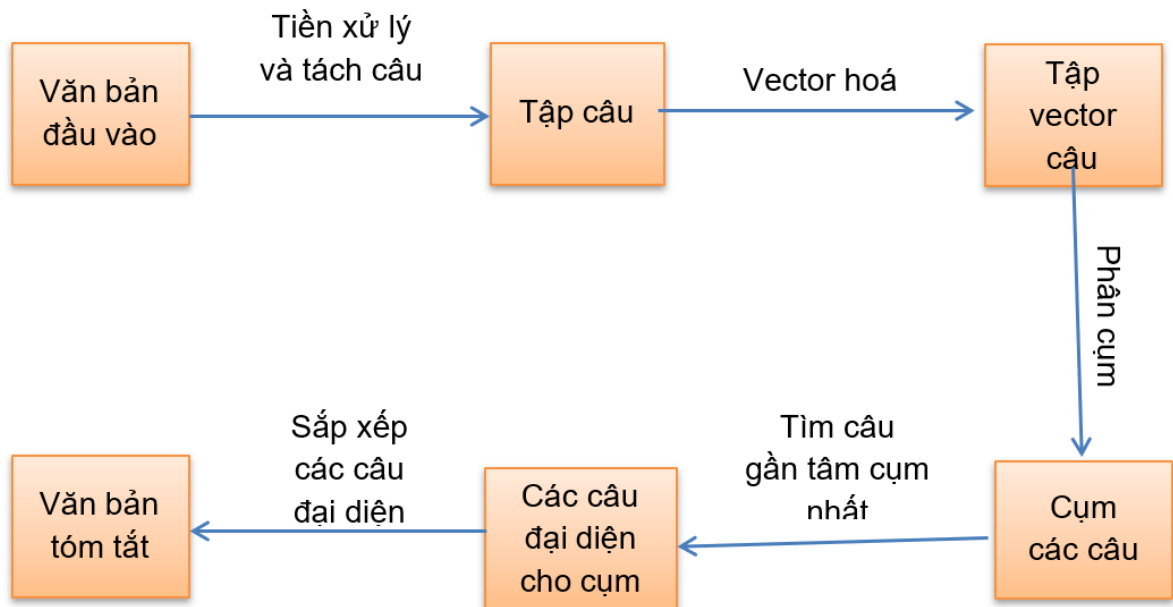 Văn bản
đầu vào
Tiền xử lý
và tách câu
Tập câu
Vector hoá
Tập
vector
câu
Phân cụm
Cụm
các câu
Tìm câu
gần tâm cụm
nhất
Các câu
đại diện
cho cụm
Sắp xếp
các câu
đại diện
Văn bản
tóm tắt